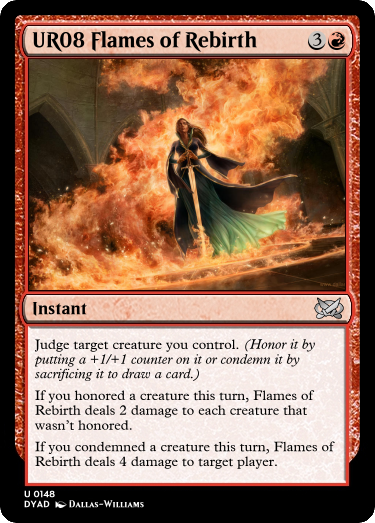 UR08 Flames of Rebirth 3
Instant
Judge target creature you control. (Honor it by
putting a +1/+1 counter on it or condemn it by
sacrificing it to draw a card.)
If you honored a creature this turn, Flames of
Rebirth deals 2 damage to each creature that
wasn't honored.
If you condemned a creature this turn, Flames of
Rebirth deals 4 damage to target player.
U 0148
DYAD DALLAS-WILLIAMS